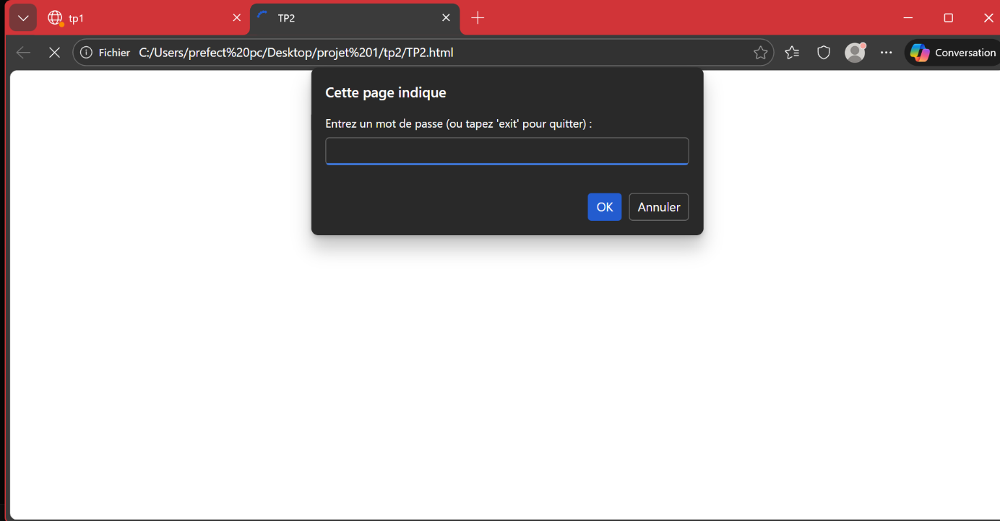 tp1
TP2
Fichier C:/Users/prefect%20pc/Desktop/projet%201/tp2/TP2.html
Conversation
Cette page indique
Entrez un mot de passe (ou tapez 'exit' pour quitter) :
OK Annuler